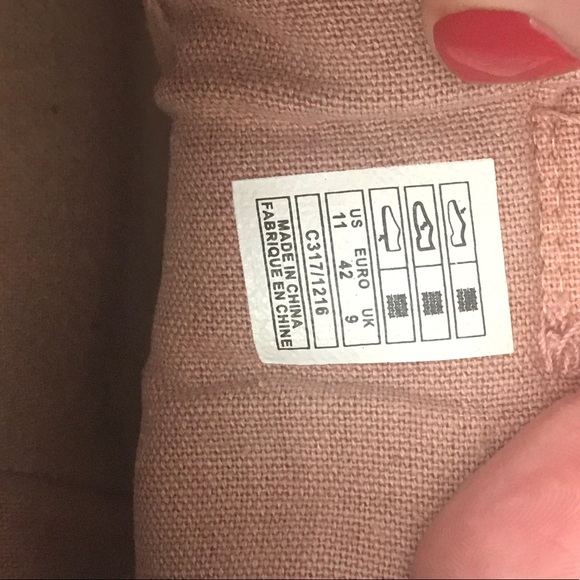 US EURO UK
11 42 9
C317/1216
MADE IN CHINA
FABRIQUE EN CHINE